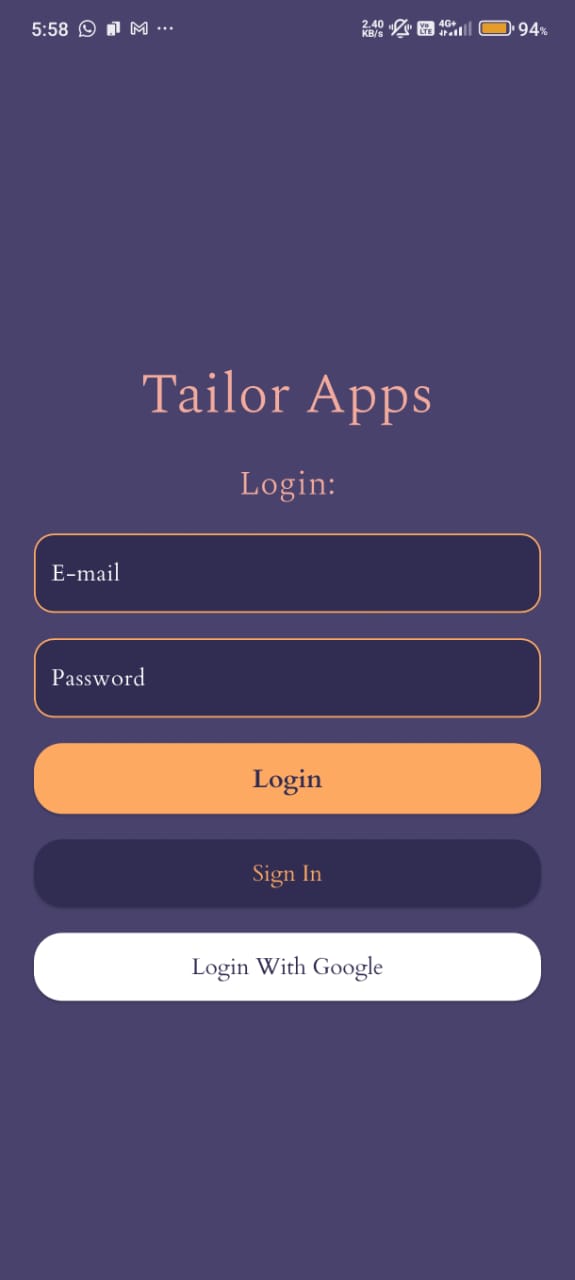 5:58
2.40
KB/s
Vo
LTE
4G+
94%
Tailor Apps
Login:
E-mail
Password
Login
Sign In
Login With Google